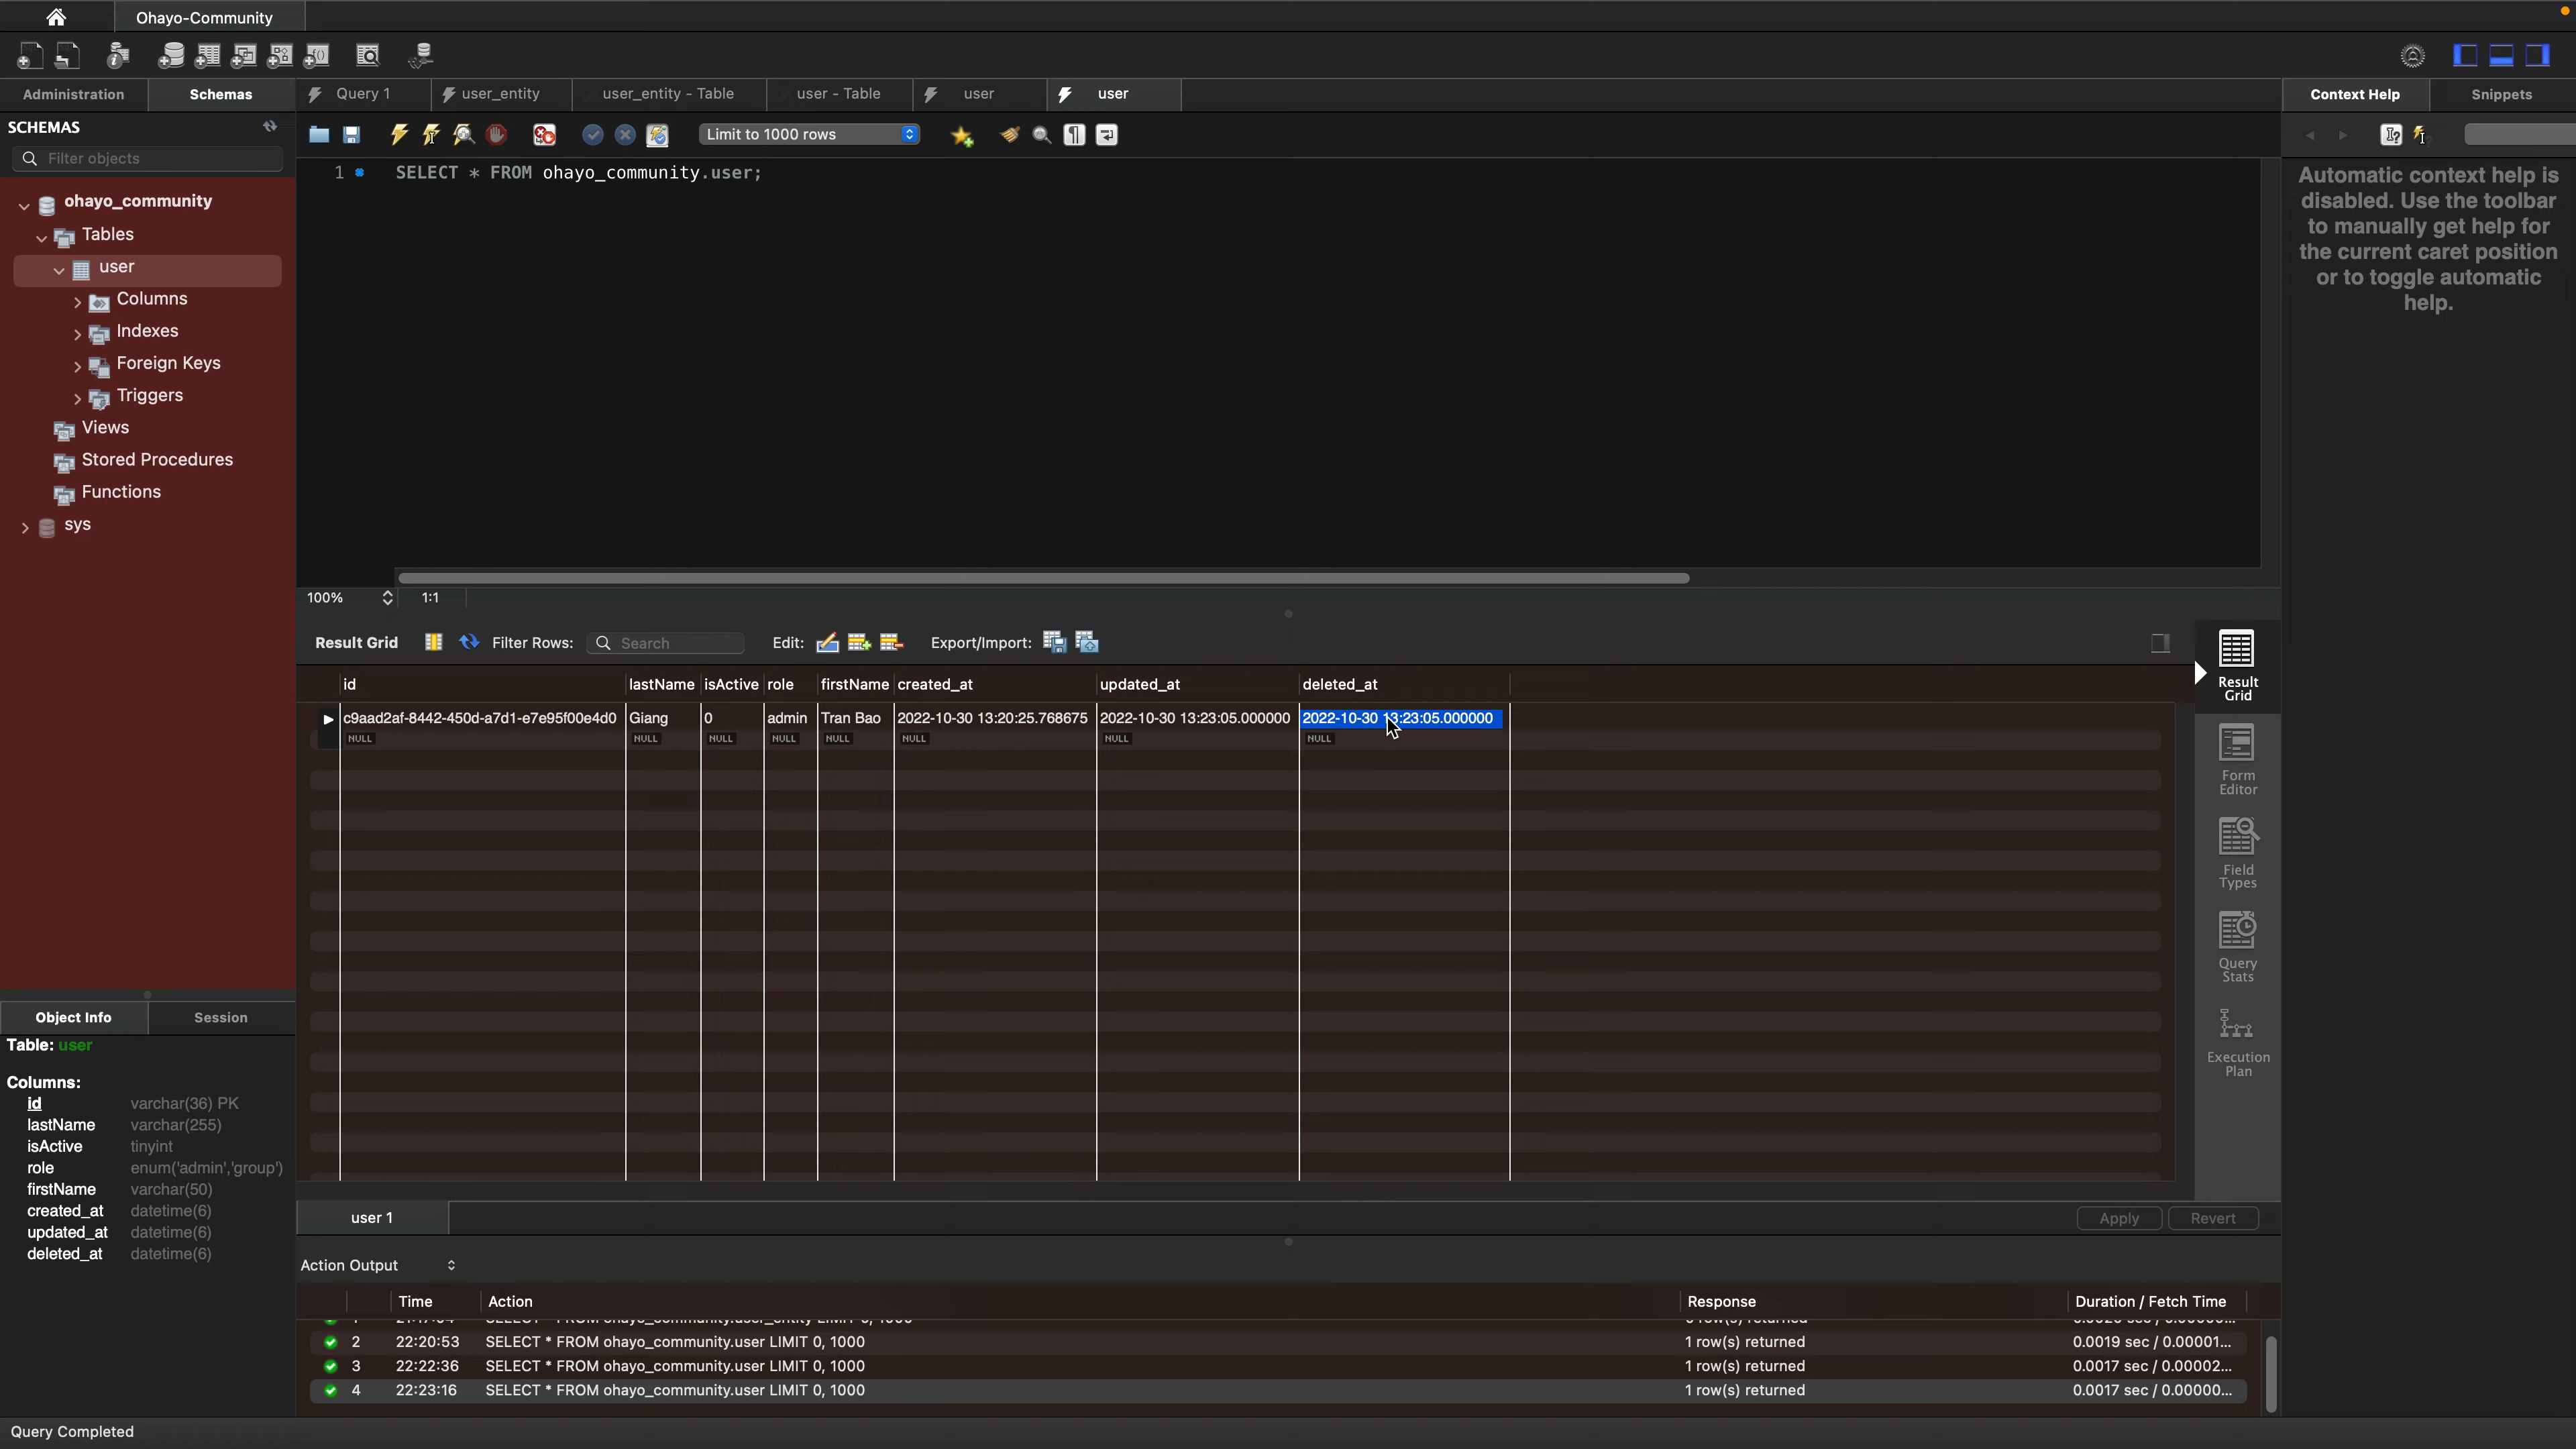 Ohayo-Community
Administration
Schemas
Query 1
user_entity
user_entity - Table
user - Table
user
user
Context Help
Snippets
SCHEMAS
Filter objects
Limit to 1000 rows
1
SELECT * FROM ohayo_community.user;
Automatic context help is
disabled. Use the toolbar
to manually get help for
the current caret position
or to toggle automatic
help.
ohayo_community
Tables
user
Columns
Indexes
Foreign Keys
Triggers
Views
Stored Procedures
Functions
sys
100%
1:1
Result Grid
Filter Rows:
Search
Edit:
Export/Import:
id lastName isActive role firstName created_at updated_at deleted_at
c9aad2af-8442-450d-a7d1-e7e95f00e4d0 Giang 0 admin Tran Bao 2022-10-30 13:20:25.768675 2022-10-30 13:23:05.000000 2022-10-30 13:23:05.000000
NULL NULL NULL NULL NULL NULL NULL NULL
Result
Grid
Form
Editor
Field
Types
Query
Stats
Execution
Plan
Object Info
Session
Table: user
Columns:
id varchar(36) PK
lastName varchar(255)
isActive tinyint
role enum('admin','group')
firstName varchar(50)
created_at datetime(6)
updated_at datetime(6)
deleted_at datetime(6)
user 1
Apply
Revert
Action Output
Time Action Response Duration / Fetch Time
2 22:20:53 SELECT * FROM ohayo_community.user LIMIT 0, 1000 1 row(s) returned 0.0019 sec / 0.00001...
3 22:22:36 SELECT * FROM ohayo_community.user LIMIT 0, 1000 1 row(s) returned 0.0017 sec / 0.00002...
4 22:23:16 SELECT * FROM ohayo_community.user LIMIT 0, 1000 1 row(s) returned 0.0017 sec / 0.00000...
Query Completed